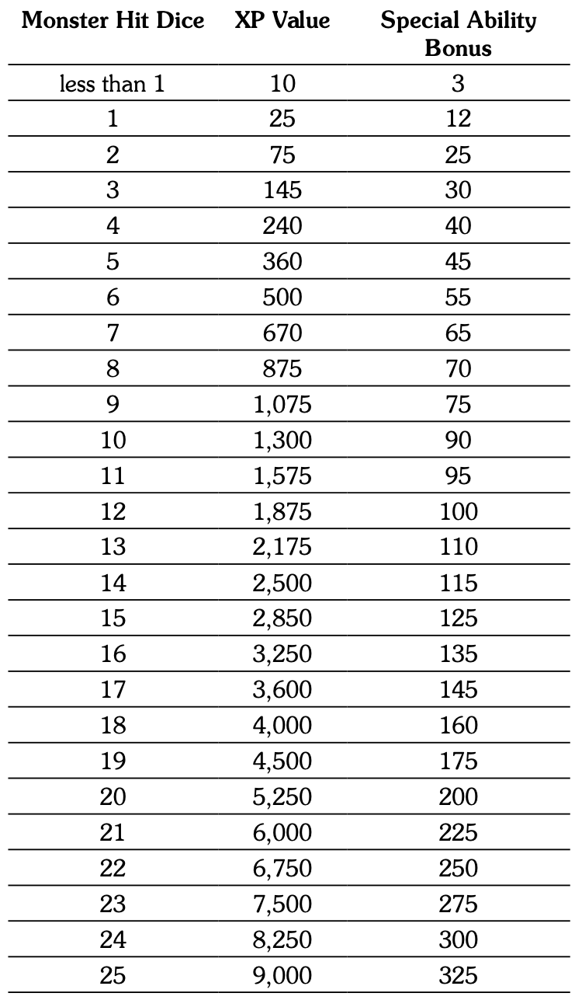 Monster Hit Dice XP Value Special Ability
Bonus
less than 1 10 3
1 25 12
2 75 25
3 145 30
4 240 40
5 360 45
6 500 55
7 670 65
8 875 70
9 1,075 75
10 1,300 90
11 1,575 95
12 1,875 100
13 2,175 110
14 2,500 115
15 2,850 125
16 3,250 135
17 3,600 145
18 4,000 160
19 4,500 175
20 5,250 200
21 6,000 225
22 6,750 250
23 7,500 275
24 8,250 300
25 9,000 325